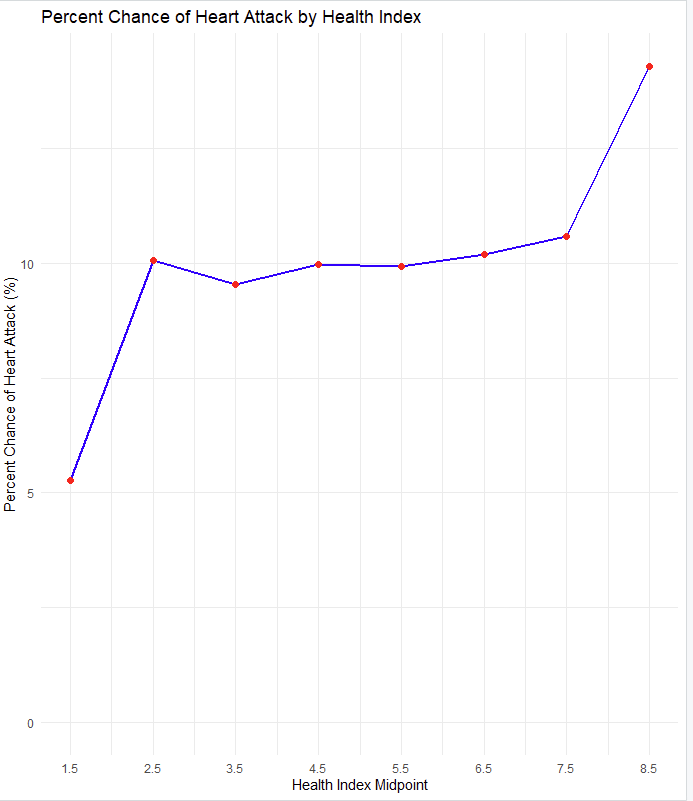 Percent Chance of Heart Attack by Health Index
Percent Chance of Heart Attack (%)
10
5
0
1.5 2.5 3.5 4.5 5.5 6.5 7.5 8.5
Health Index Midpoint